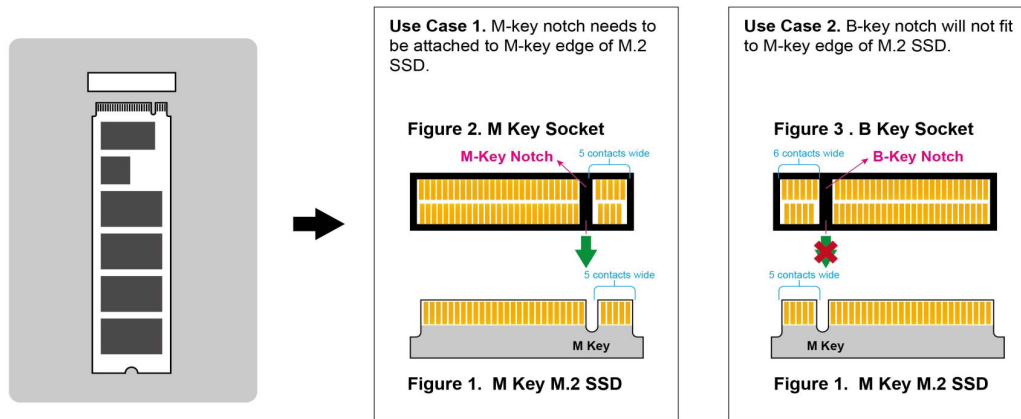 Use Case 1. M-key notch needs to
be attached to M-key edge of M.2
SSD.
Figure 2. M Key Socket
M-Key Notch
5 contacts wide
5 contacts wide
M Key
Figure 1. M Key M.2 SSD
Use Case 2. B-key notch will not fit
to M-key edge of M.2 SSD.
Figure 3 . B Key Socket
6 contacts wide
B-Key Notch
5 contacts wide
M Key
Figure 1. M Key M.2 SSD